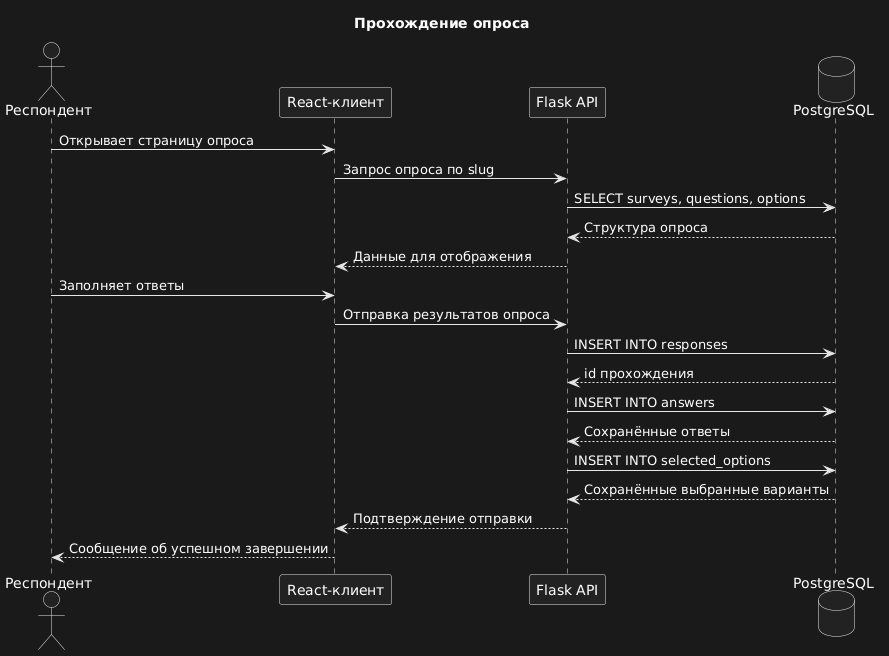 Прохождение опроса
Респондент
React-клиент
Flask API
PostgreSQL
Открывает страницу опроса
Запрос опроса по slug
SELECT surveys, questions, options
Структура опроса
Данные для отображения
Заполняет ответы
Отправка результатов опроса
INSERT INTO responses
id прохождения
INSERT INTO answers
Сохранённые ответы
INSERT INTO selected_options
Сохранённые выбранные варианты
Подтверждение отправки
Сообщение об успешном завершении
Респондент
React-клиент
Flask API
PostgreSQL